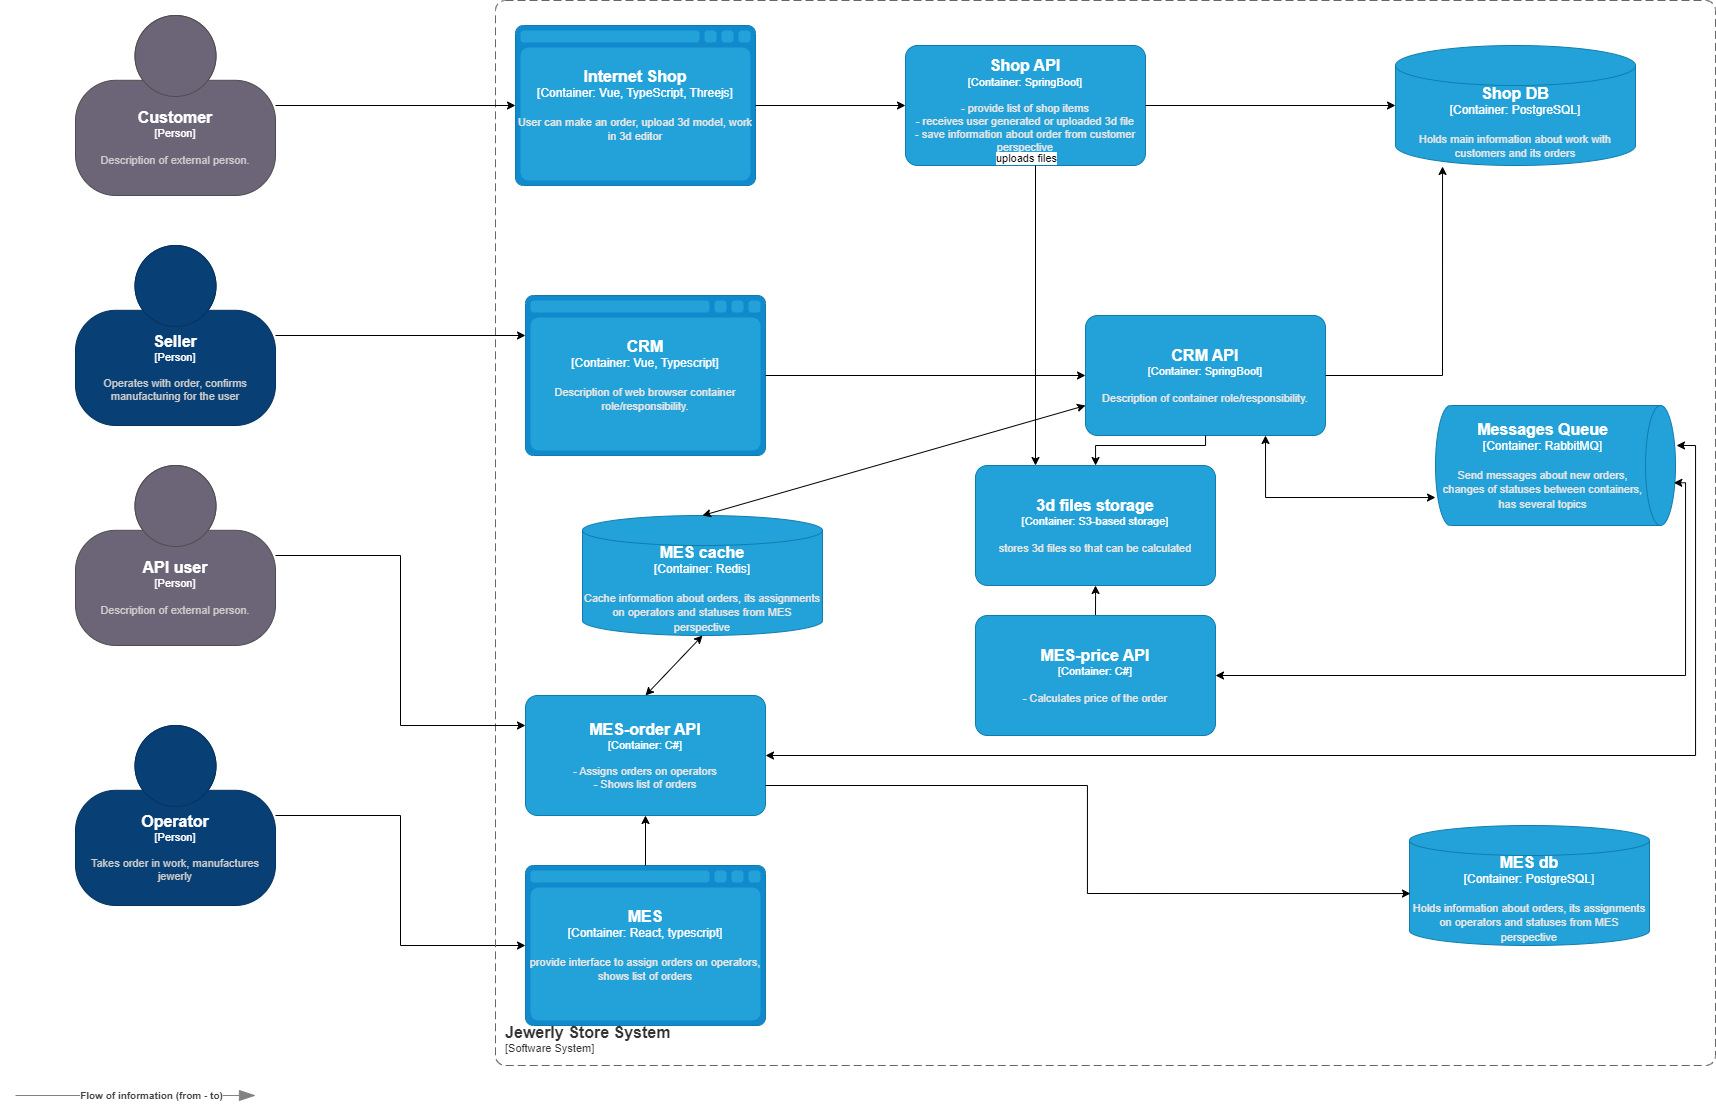 Customer
[Person]
Description of external person.
Internet Shop
[Container: Vue, TypeScript, Threejs]
User can make an order, upload 3d model, work
in 3d editor
Shop API
[Container: SpringBoot]
- provide list of shop items
- receives user generated or uploaded 3d file
- save information about order from customer
perspective
uploads files
Shop DB
[Container: PostgreSQL]
Holds main information about work with
customers and its orders
Seller
[Person]
Operates with order, confirms
manufacturing for the user
CRM
[Container: Vue, Typescript]
Description of web browser container
role/responsibility.
CRM API
[Container: SpringBoot]
Description of container role/responsibility.
Messages Queue
[Container: RabbitMQ]
Send messages about new orders,
changes of statuses between containers,
has several topics
API user
[Person]
Description of external person.
MES cache
[Container: Redis]
Cache information about orders, its assignments
on operators and statuses from MES
perspective
3d files storage
[Container: S3-based storage]
stores 3d files so that can be calculated
MES-price API
[Container: C#]
- Calculates price of the order
MES-order API
[Container: C#]
- Assigns orders on operators
- Shows list of orders
Operator
[Person]
Takes order in work, manufactures
jewerly
MES
[Container: React, typescript]
provide interface to assign orders on operators,
shows list of orders
MES db
[Container: PostgreSQL]
Holds information about orders, its assignments
on operators and statuses from MES
perspective
Jewerly Store System
[Software System]
Flow of information (from - to)